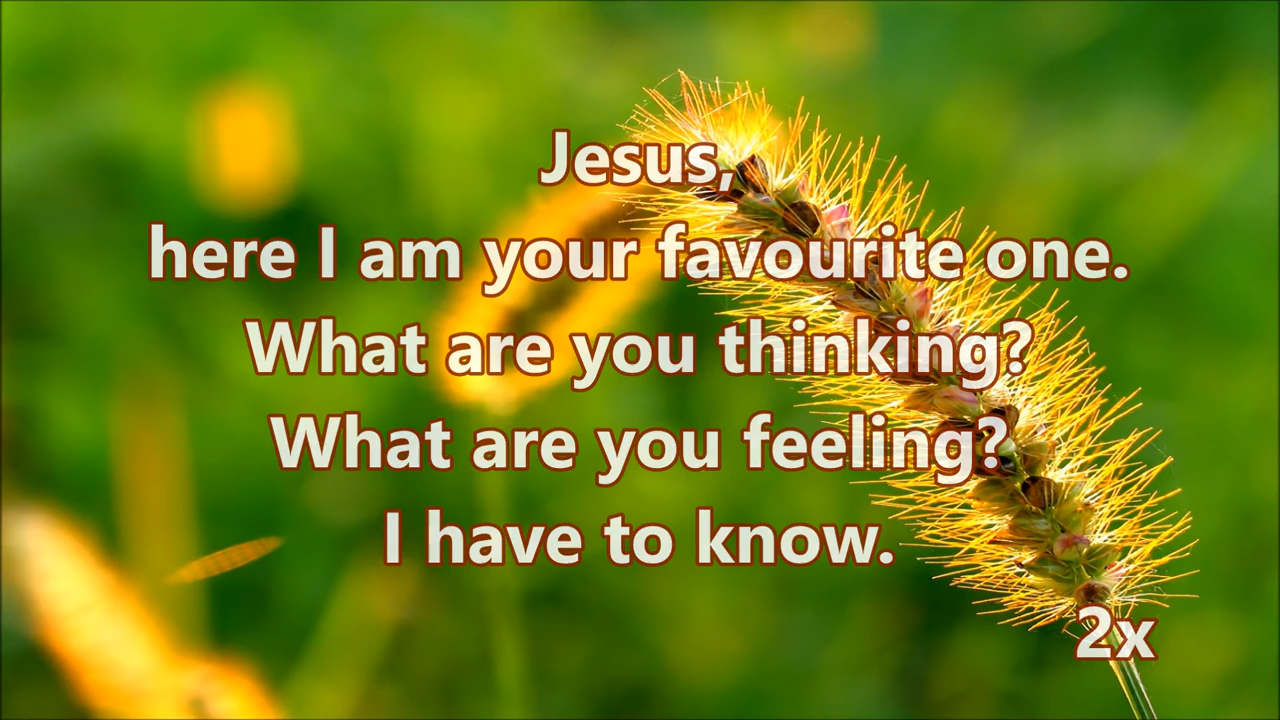 Jesus,
here I am your favourite one.
What are you thinking?
What are you feeling?
I have to know.
2x